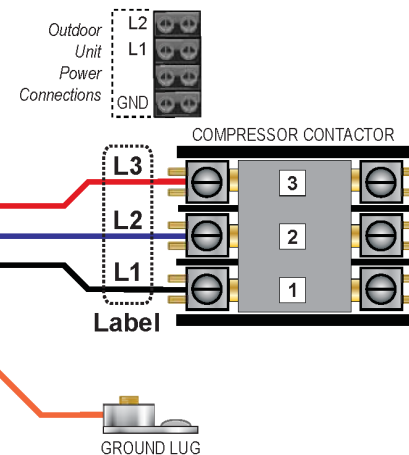 Outdoor
Unit
Power
Connections
L2
L1
GND
COMPRESSOR CONTACTOR
L3
3
L2
2
L1
1
Label
GROUND LUG